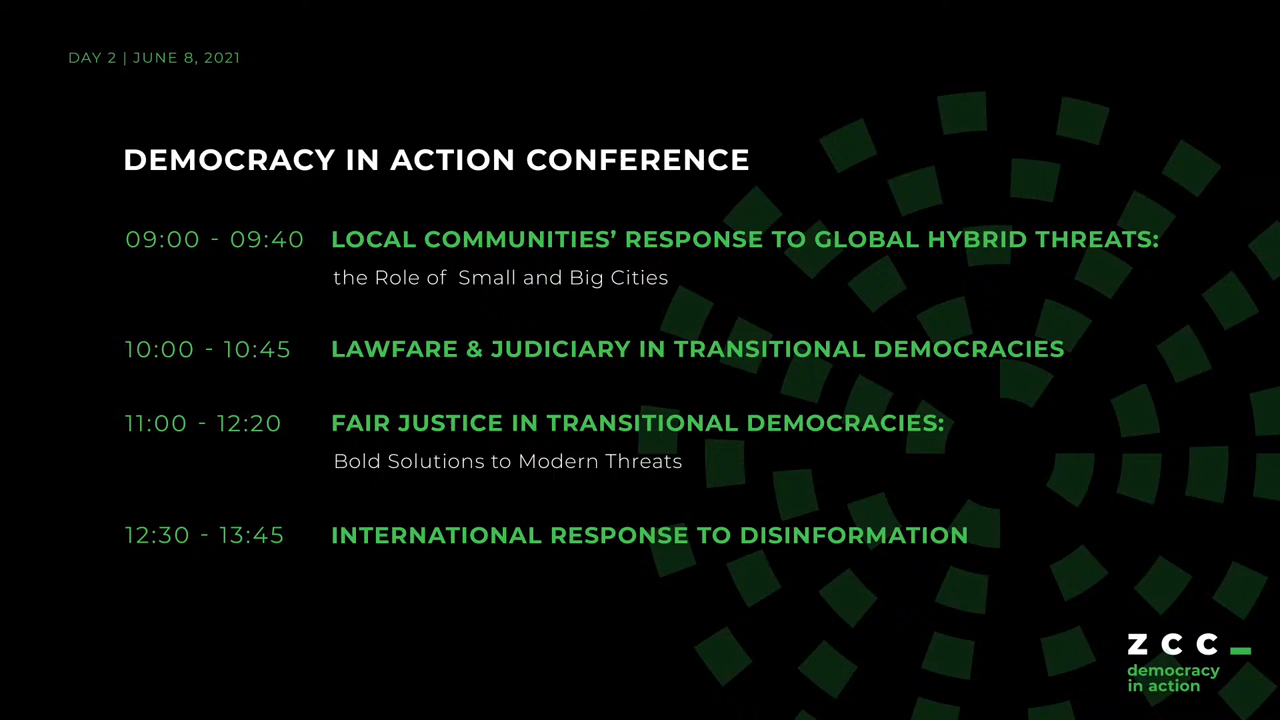 DAY 2 | JUNE 8, 2021
DEMOCRACY IN ACTION CONFERENCE
09:00 - 09:40 LOCAL COMMUNITIES’ RESPONSE TO GLOBAL HYBRID THREATS:
the Role of Small and Big Cities
10:00 - 10:45 LAWFARE & JUDICIARY IN TRANSITIONAL DEMOCRACIES
11:00 - 12:20 FAIR JUSTICE IN TRANSITIONAL DEMOCRACIES:
Bold Solutions to Modern Threats
12:30 - 13:45 INTERNATIONAL RESPONSE TO DISINFORMATION
zcc_
democracy
in action